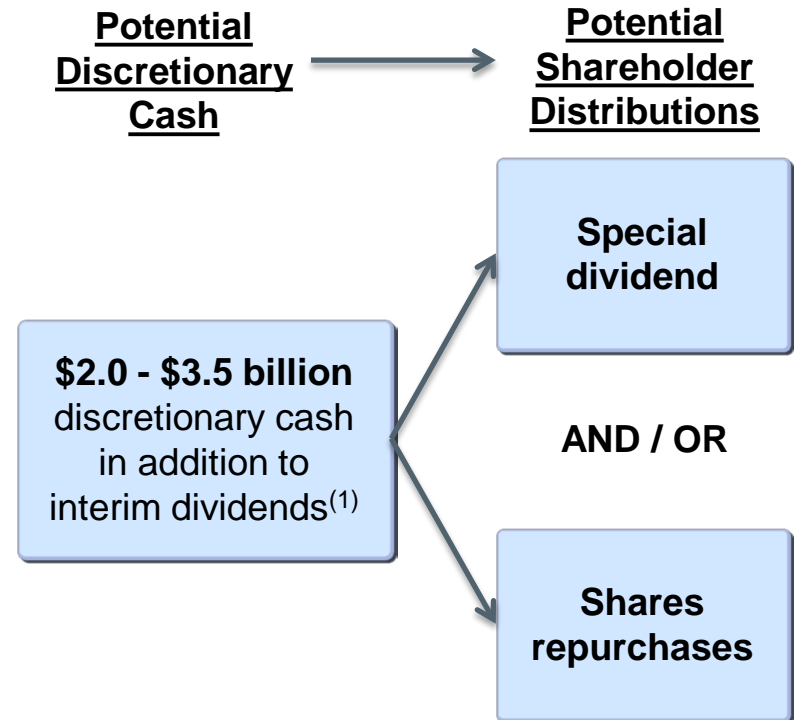 Potential
Discretionary
Cash
Potential
Shareholder
Distributions
Special
dividend
$2.0 - $3.5 billion
discretionary cash
in addition to
interim dividends(1)
AND / OR
Shares
repurchases